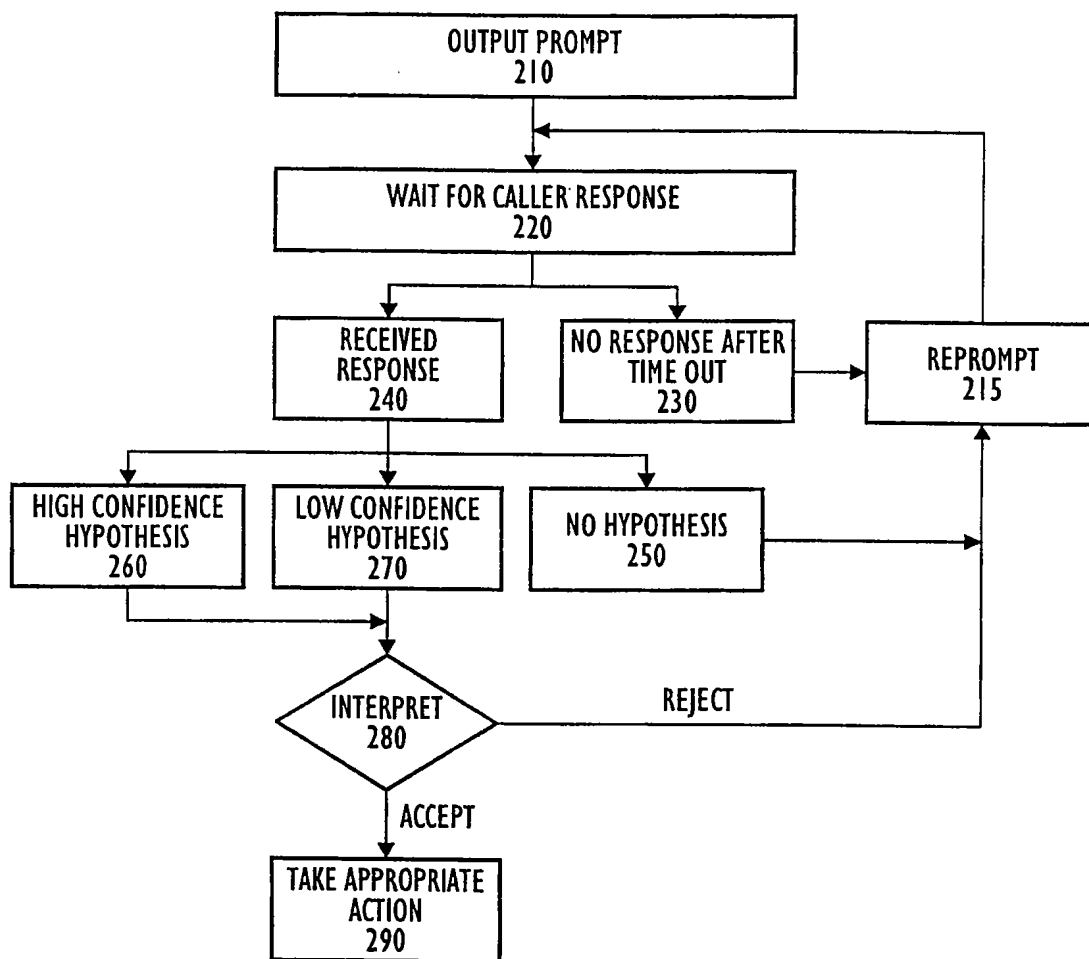 OUTPUT PROMPT
210
WAIT FOR CALLER RESPONSE
220
RECEIVED
RESPONSE
240
NO RESPONSE AFTER
TIME OUT
230
REPROMPT
215
HIGH CONFIDENCE
HYPOTHESIS
260
LOW CONFIDENCE
HYPOTHESIS
270
NO HYPOTHESIS
250
INTERPRET
280
REJECT
ACCEPT
TAKE APPROPRIATE
ACTION
290